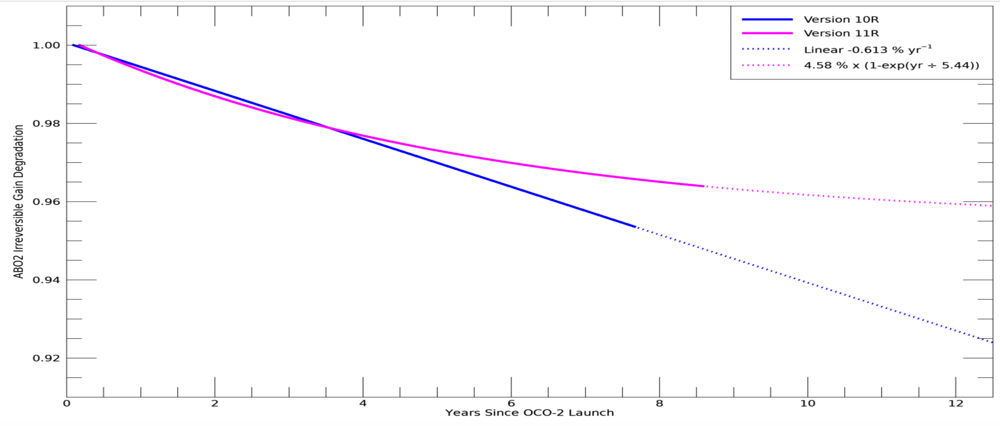 Version 10R
Version 11R
Linear -0.613 % yr⁻¹
4.58 % x (1-exp(yr ÷ 5.44))
ABO2 Irreversible Gain Degradation
1.00
0.98
0.96
0.94
0.92
0 2 4 6 8 10 12
Years Since OCO-2 Launch